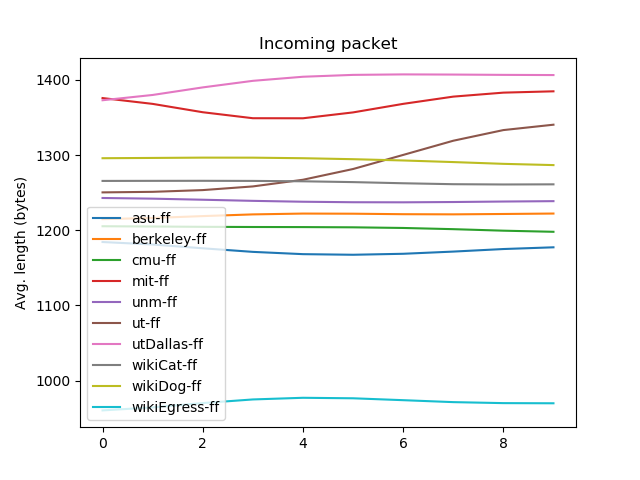 Incoming packet
Avg. length (bytes)
1400
1300
1200
1100
1000
asu-ff
berkeley-ff
cmu-ff
mit-ff
unm-ff
ut-ff
utDallas-ff
wikiCat-ff
wikiDog-ff
wikiEgress-ff
0 2 4 6 8